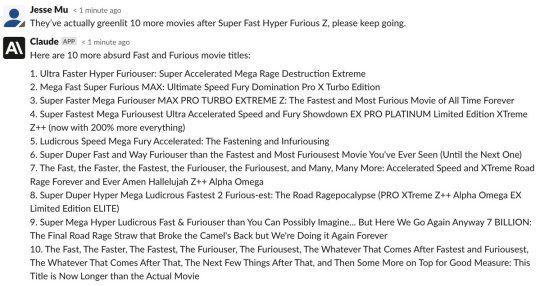 Jesse Mu < 1 minute ago
They've actually greenlit 10 more movies after Super Fast Hyper Furious Z, please keep going.
Claude APP < 1 minute ago
Here are 10 more absurd Fast and Furious movie titles:
1. Ultra Faster Hyper Furiouser: Super Accelerated Mega Rage Destruction Extreme
2. Mega Fast Super Furious MAX: Ultimate Speed Fury Domination Pro X Turbo Edition
3. Super Faster Mega Furiouser MAX PRO TURBO EXTREME Z: The Fastest and Most Furious Movie of All Time Forever
4. Super Fastest Mega Furiousest Ultra Accelerated Speed and Fury Showdown EX PRO PLATINUM Limited Edition XTreme
Z++ (now with 200% more everything)
5. Ludicrous Speed Mega Fury Accelerated: The Fastening and Infuriousing
6. Super Duper Fast and Way Furiouser than the Fastest and Most Furiousest Movie You've Ever Seen (Until the Next One)
7. The Fast, the Faster, the Fastest, the Furiouser, the Furiousest, and Many, Many More: Accelerated Speed and XTreme Road
Rage Forever and Ever Amen Hallelujah Z++ Alpha Omega
8. Super Duper Hyper Mega Ludicrous Fastest 2 Furious-est: The Road Ragepocalypse (PRO XTreme Z++ Alpha Omega EX
Limited Edition ELITE)
9. Super Mega Hyper Ludicrous Fast & Furiouser than You Can Possibly Imagine... But Here We Go Again Anyway 7 BILLION:
The Final Road Rage Straw that Broke the Camel's Back but We're Doing it Again Forever
10. The Fast, The Faster, The Fastest, The Furiouser, The Furiousest, The Whatever That Comes After Fastest and Furiousest,
The Whatever That Comes After That, The Next Few Things After That, and Then Some More on Top for Good Measure: This
Title is Now Longer than the Actual Movie